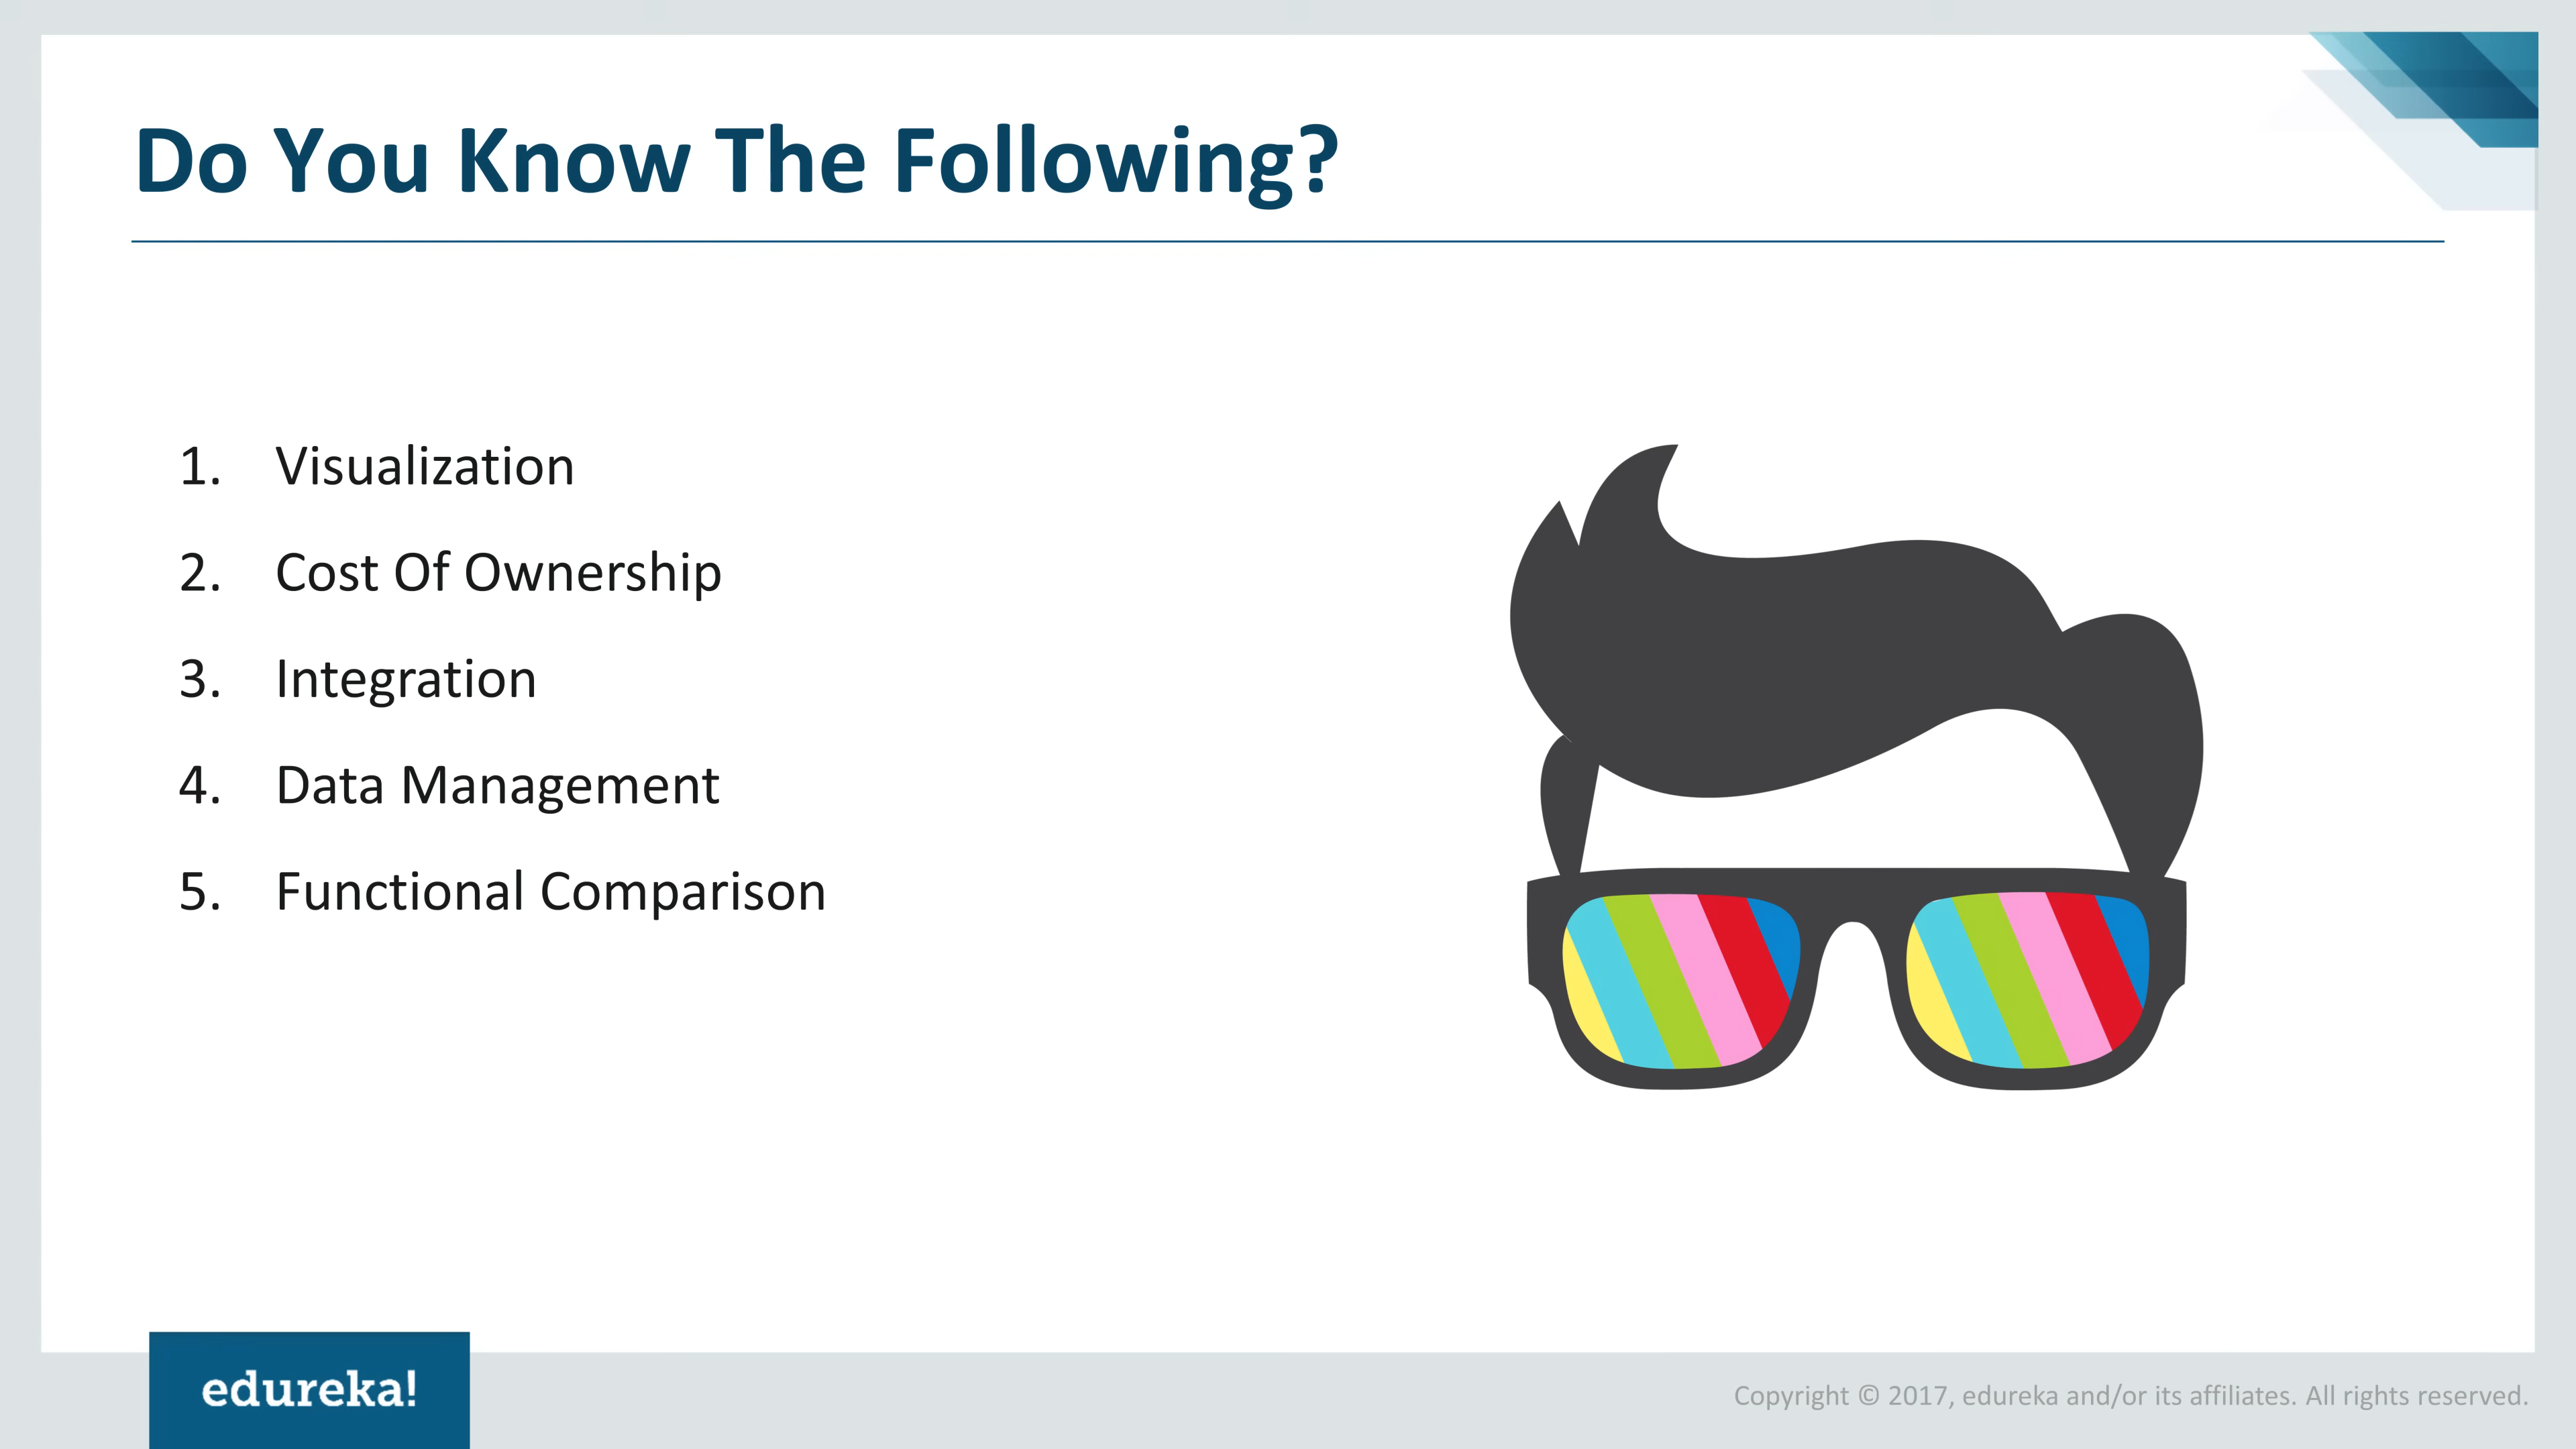 Do You Know The Following?
1. Visualization
2. Cost Of Ownership
3. Integration
4. Data Management
5. Functional Comparison
edureka!
Copyright © 2017, edureka and/or its affiliates. All rights reserved.